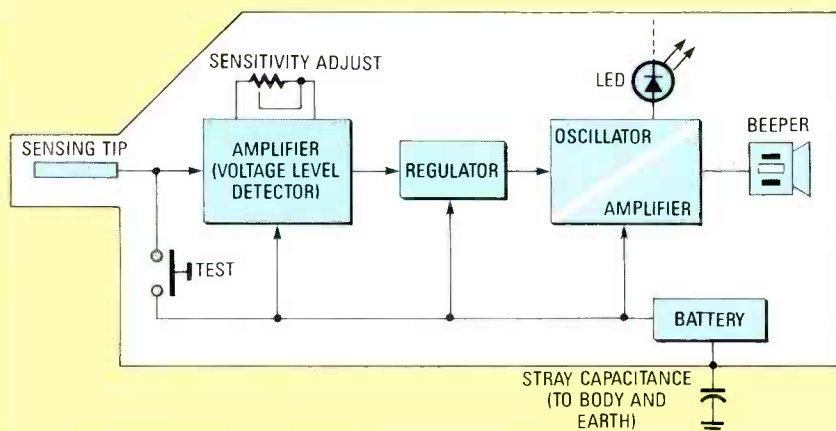 SENSITIVITY ADJUST
LED
SENSING TIP
AMPLIFIER
(VOLTAGE LEVEL
DETECTOR)
REGULATOR
OSCILLATOR
AMPLIFIER
BEEPER
TEST
BATTERY
STRAY CAPACITANCE
(TO BODY AND
EARTH)